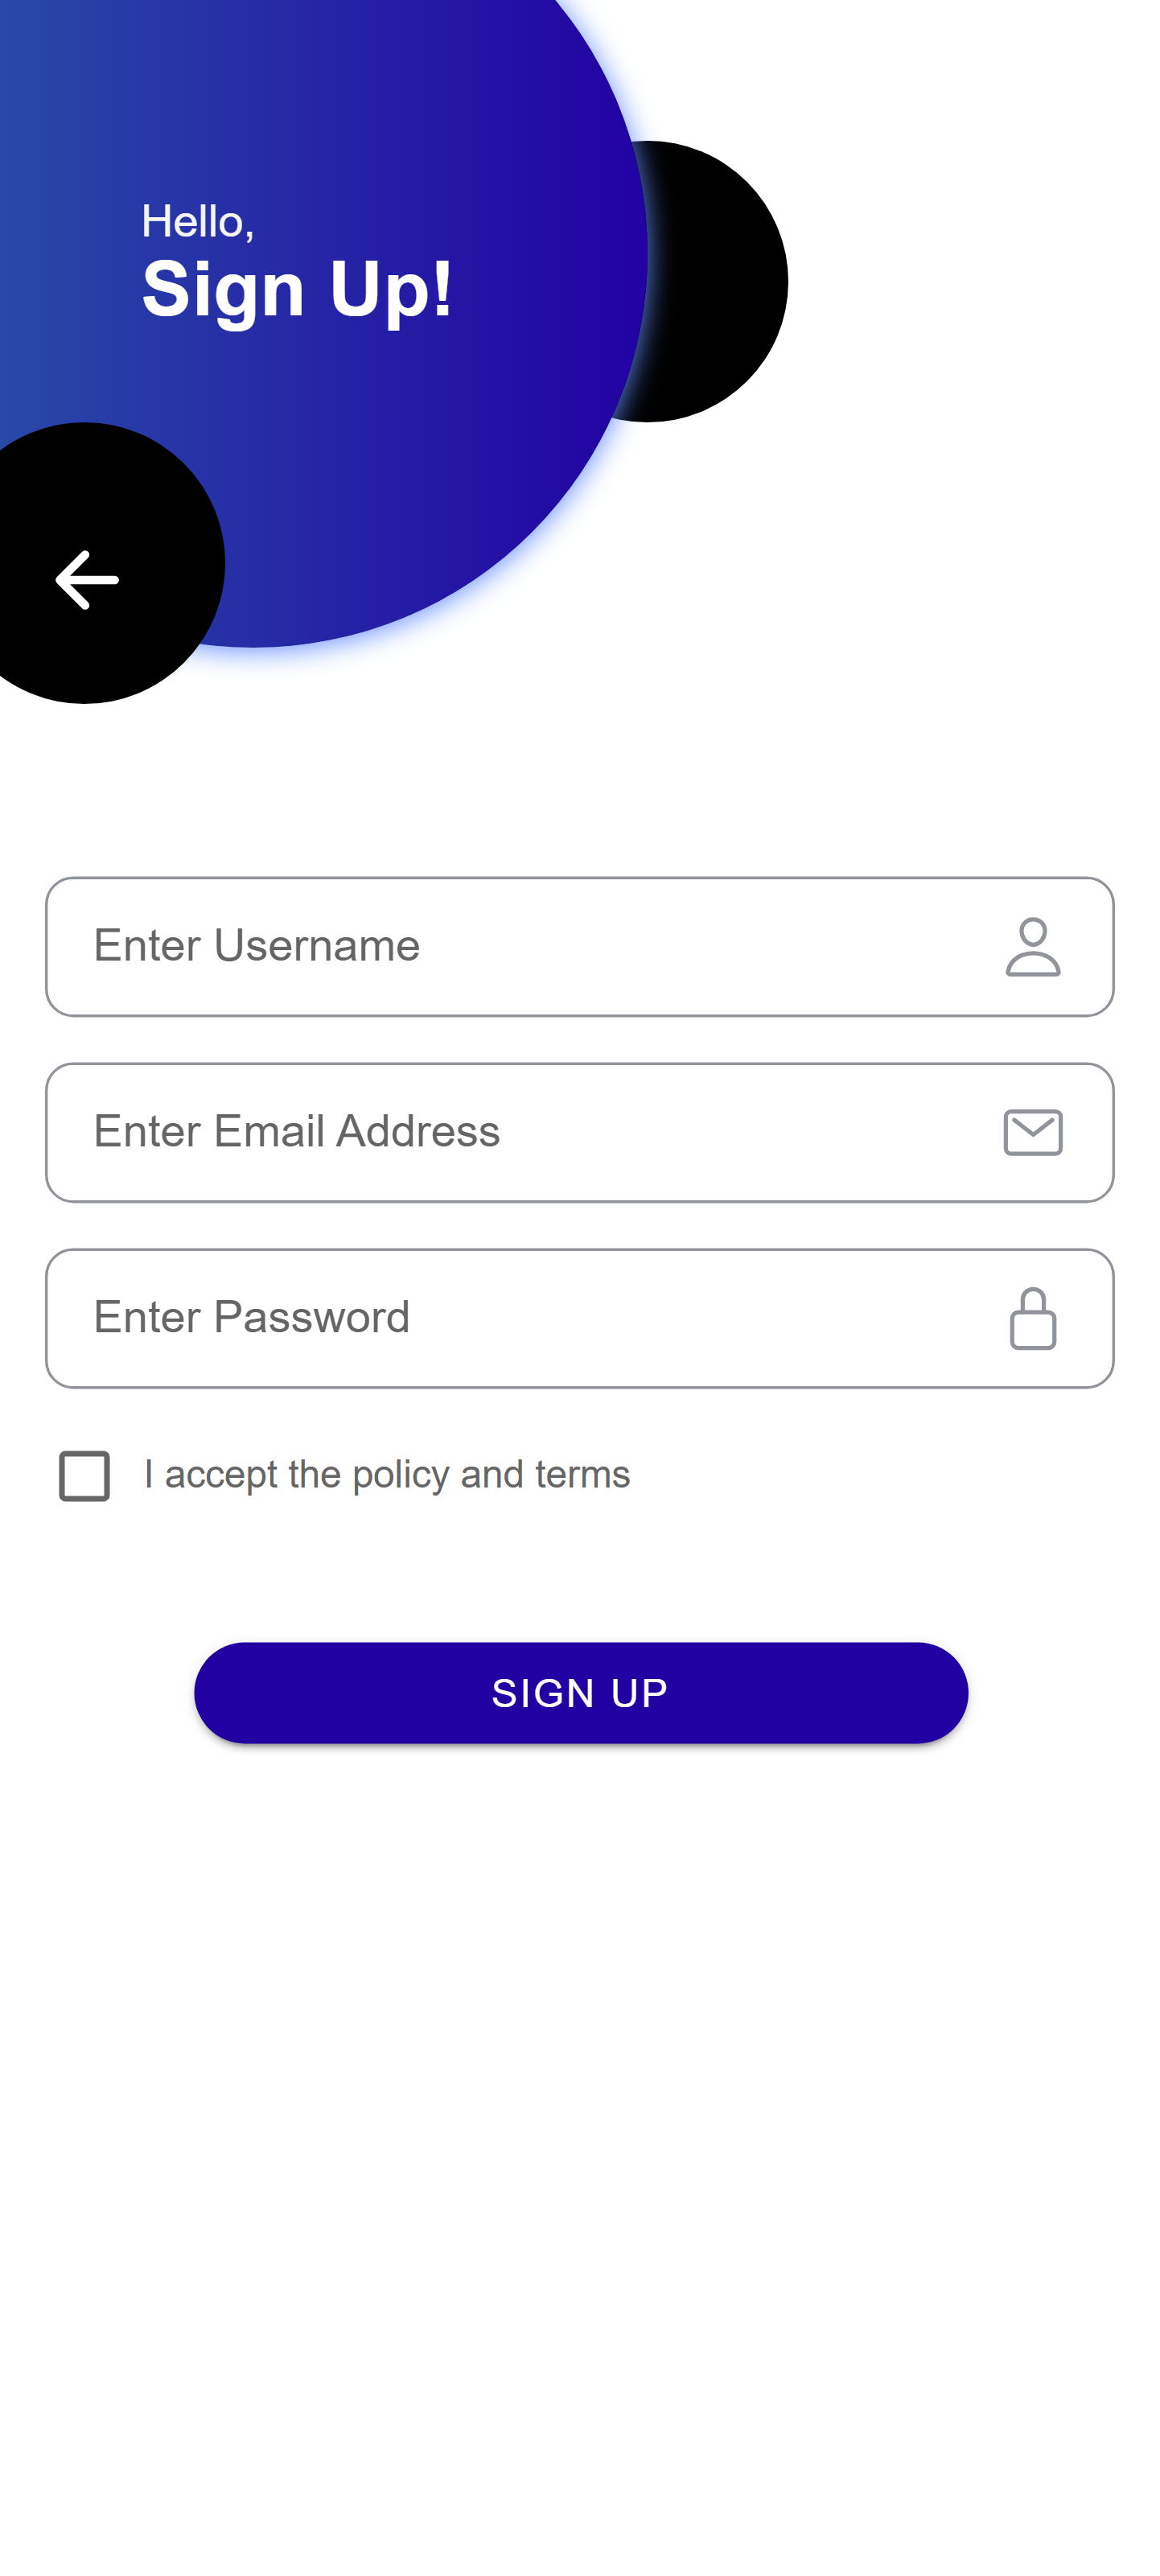 Hello,
Sign Up!
Enter Username
Enter Email Address
Enter Password
I accept the policy and terms
SIGN UP